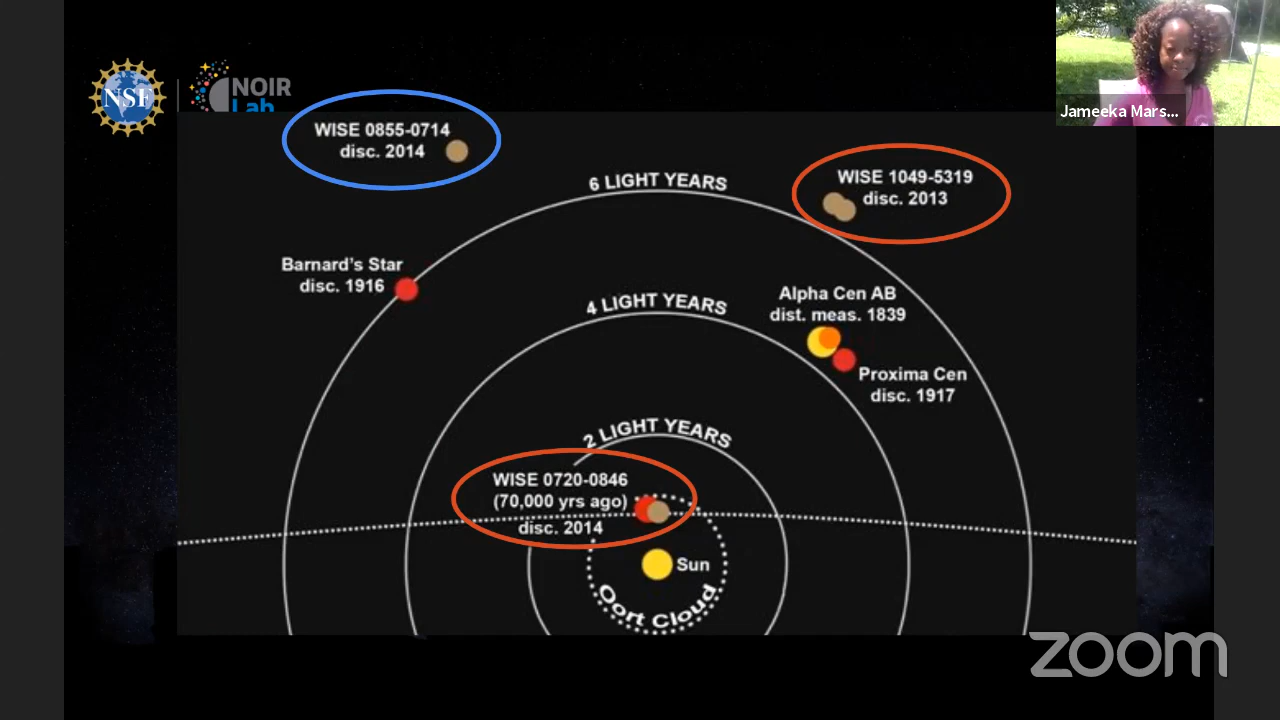 NSF
NOIR
Lab
Jameeka Mars...
WISE 0855-0714
disc. 2014
WISE 1049-5319
disc. 2013
6 LIGHT YEARS
Barnard's Star
disc. 1916
4 LIGHT YEARS
Alpha Cen AB
dist. meas. 1839
Proxima Cen
disc. 1917
2 LIGHT YEARS
WISE 0720-0846
(70,000 yrs ago)
disc. 2014
Sun
Oort Cloud
zoom